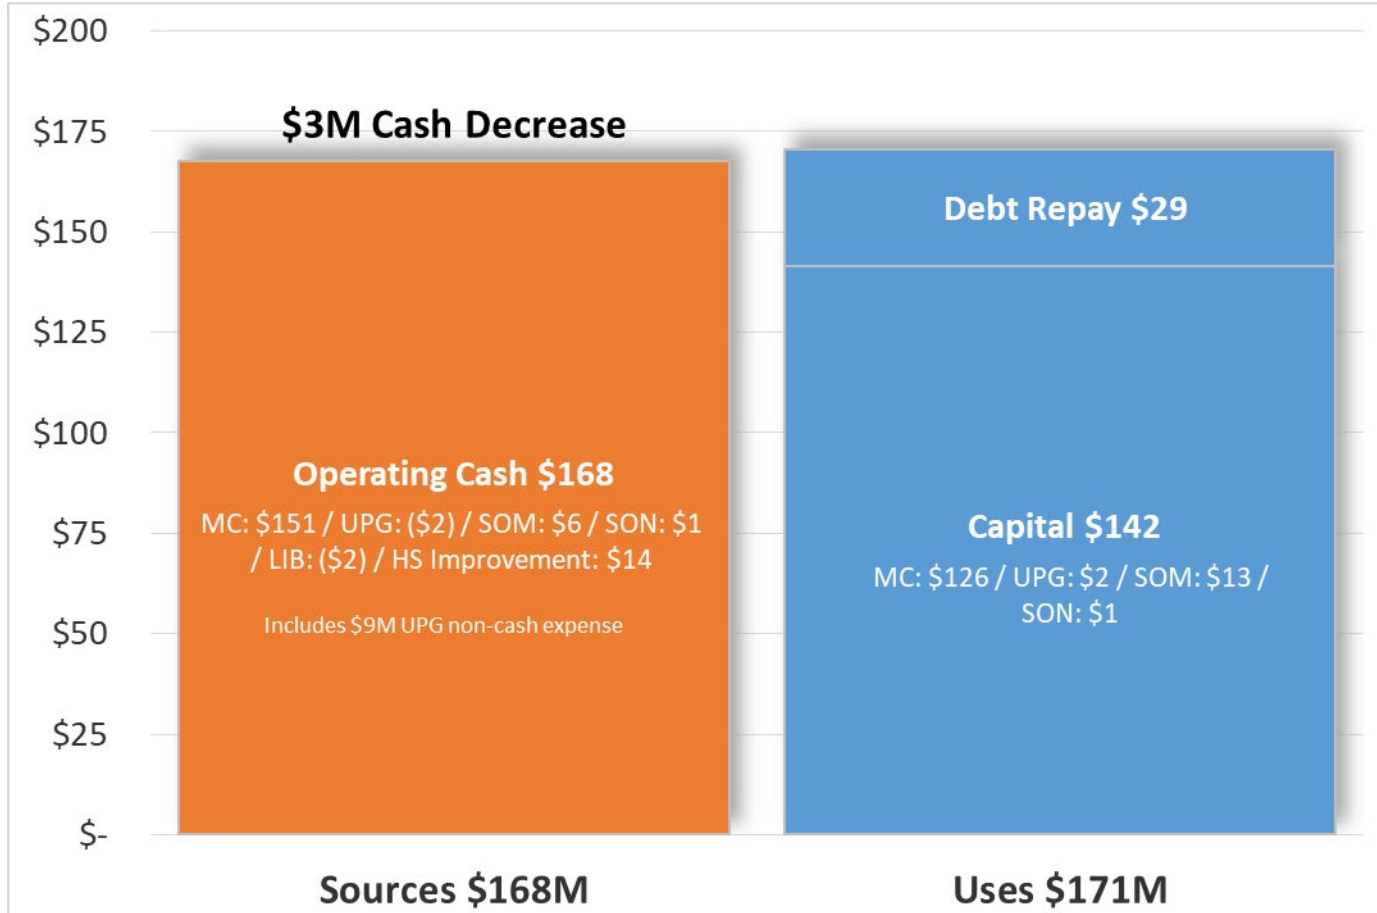 $200
$175
$150
$125
$100
$75
$50
$25
$-
$3M Cash Decrease
Operating Cash $168
MC: $151 / UPG: ($2) / SOM: $6 / SON: $1
/ LIB: ($2) / HS Improvement: $14
Includes $9M UPG non-cash expense
Debt Repay $29
Capital $142
MC: $126 / UPG: $2 / SOM: $13 /
SON: $1
Sources $168M
Uses $171M